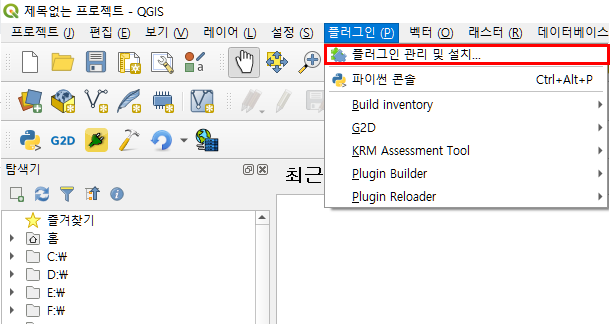 제목없는 프로젝트 - QGIS
프로젝트 (J) 편집 (E) 보기 (V) 레이어 (L) 설정 (S) 플러그인 (P) 벡터 (O) 래스터 (R) 데이터베이스
플러그인 관리 및 설치...
파이썬 콘솔 Ctrl+Alt+P
Build inventory
G2D
KRM Assessment Tool
Plugin Builder
Plugin Reloader
G2D
탐색기
최근
즐겨찾기
홈
C:₩
D:₩
E:₩
F:₩